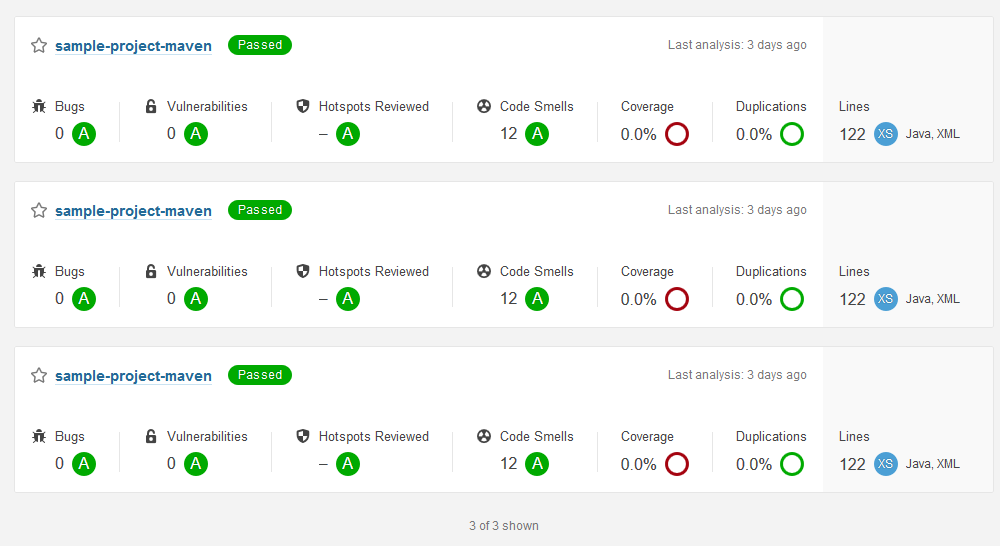 sample-project-maven Passed Last analysis: 3 days ago
Bugs Vulnerabilities Hotspots Reviewed Code Smells Coverage Duplications Lines
0 A 0 A – A 12 A 0.0% 0.0% 122 XS Java, XML
sample-project-maven Passed Last analysis: 3 days ago
Bugs Vulnerabilities Hotspots Reviewed Code Smells Coverage Duplications Lines
0 A 0 A – A 12 A 0.0% 0.0% 122 XS Java, XML
sample-project-maven Passed Last analysis: 3 days ago
Bugs Vulnerabilities Hotspots Reviewed Code Smells Coverage Duplications Lines
0 A 0 A – A 12 A 0.0% 0.0% 122 XS Java, XML
3 of 3 shown